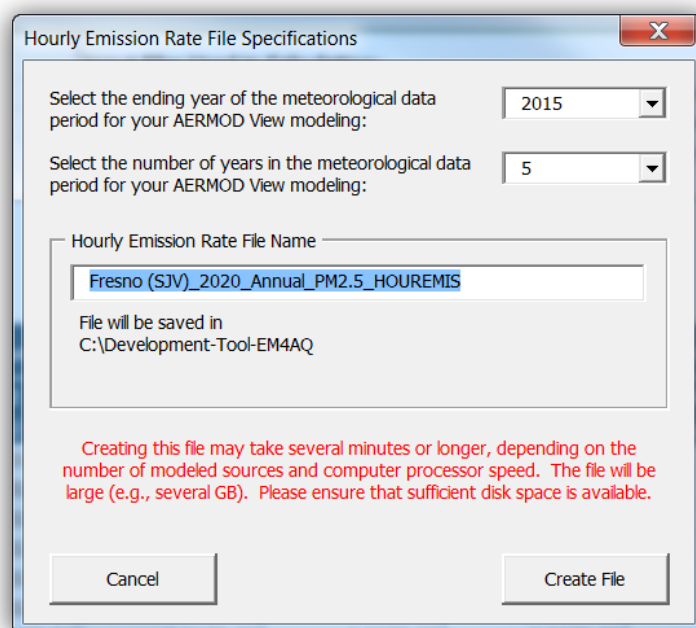 Hourly Emission Rate File Specifications
Select the ending year of the meteorological data
period for your AERMOD View modeling:
2015
Select the number of years in the meteorological data
period for your AERMOD View modeling:
5
Hourly Emission Rate File Name
Fresno (SJV)_2020_Annual_PM2.5_HOUREMIS
File will be saved in
C:\Development-Tool-EM4AQ
Creating this file may take several minutes or longer, depending on the
number of modeled sources and computer processor speed. The file will be
large (e.g., several GB). Please ensure that sufficient disk space is available.
Cancel
Create File